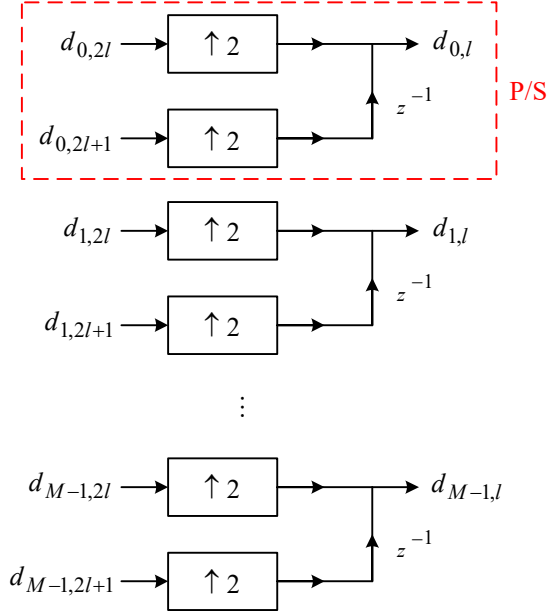 d_{0,2l} ↑ 2 d_{0,l}
P/S
z^{-1}
d_{0,2l+1} ↑ 2
d_{1,2l} ↑ 2 d_{1,l}
z^{-1}
d_{1,2l+1} ↑ 2
⋮
d_{M-1,2l} ↑ 2 d_{M-1,l}
z^{-1}
d_{M-1,2l+1} ↑ 2